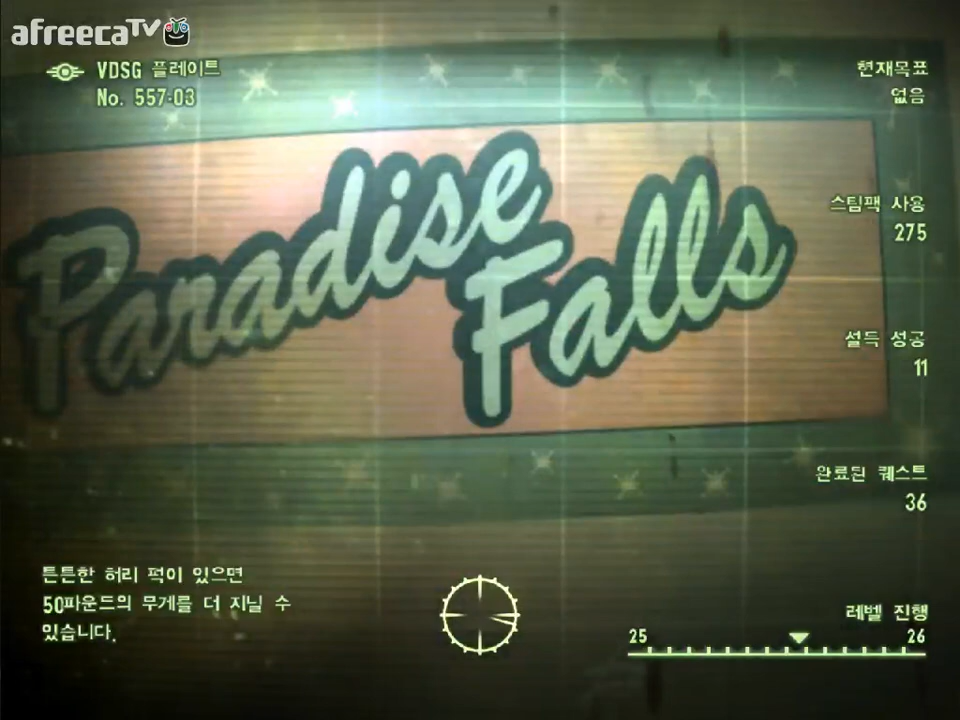 afreecaTV
VDSG 플레이트
No. 557-03
현재목표
없음
Paradise
Falls
스팀팩 사용
275
설득 성공
11
완료된 퀘스트
36
튼튼한 허리 퍽이 있으면
50파운드의 무게를 더 지닐 수
있습니다.
레벨 진행
25 26